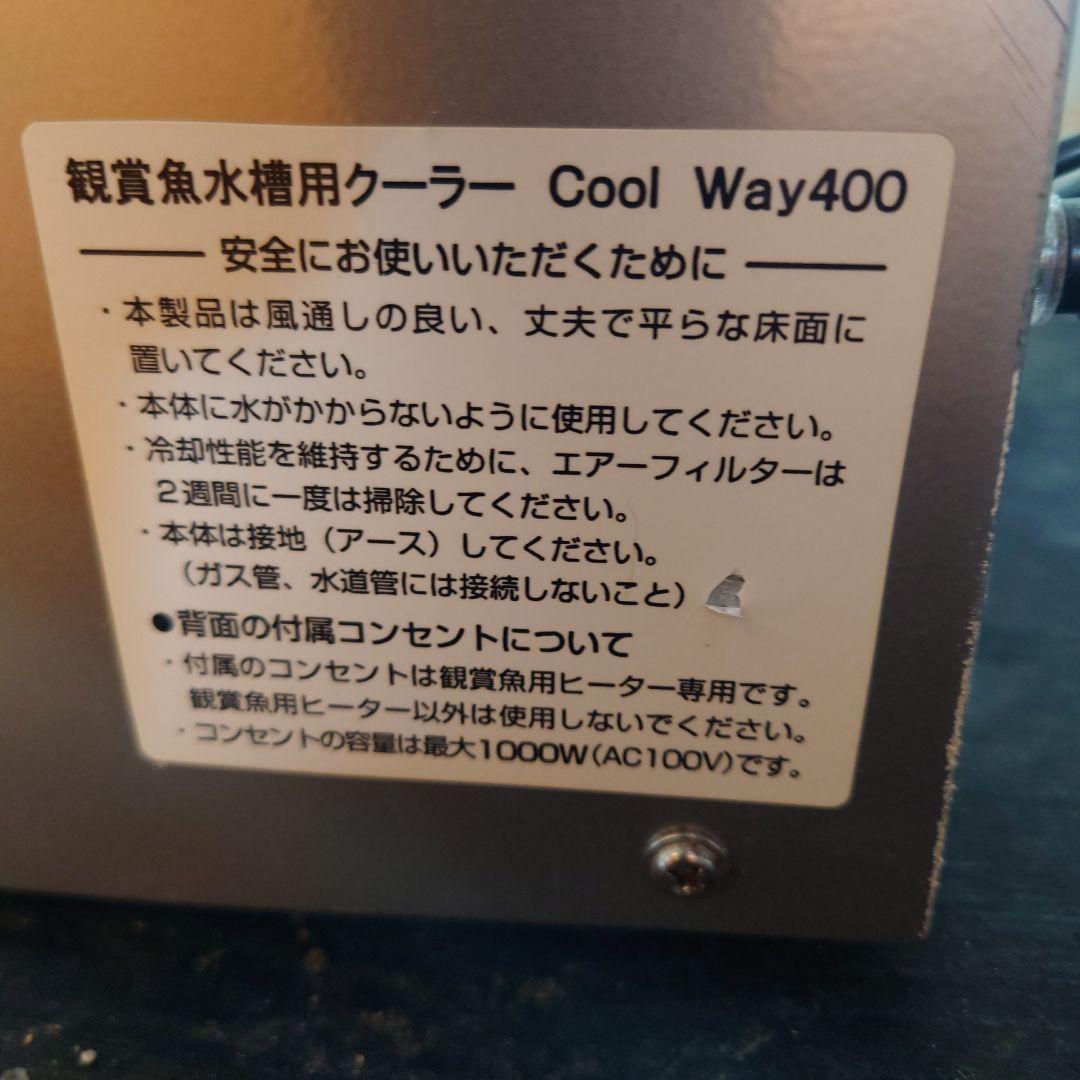 観賞魚水槽用クーラー Cool Way400
安全にお使いいただくために
・本製品は風通しの良い、丈夫で平らな床面に
置いてください。
・本体に水がかからないように使用してください。
・冷却性能を維持するために、エアーフィルターは
2週間に一度は掃除してください。
・本体は接地（アース）してください。
（ガス管、水道管には接続しないこと）
●背面の付属コンセントについて
・付属のコンセントは観賞魚用ヒーター専用です。
観賞魚用ヒーター以外は使用しないでください。
・コンセントの容量は最大1000W(AC100V)です。